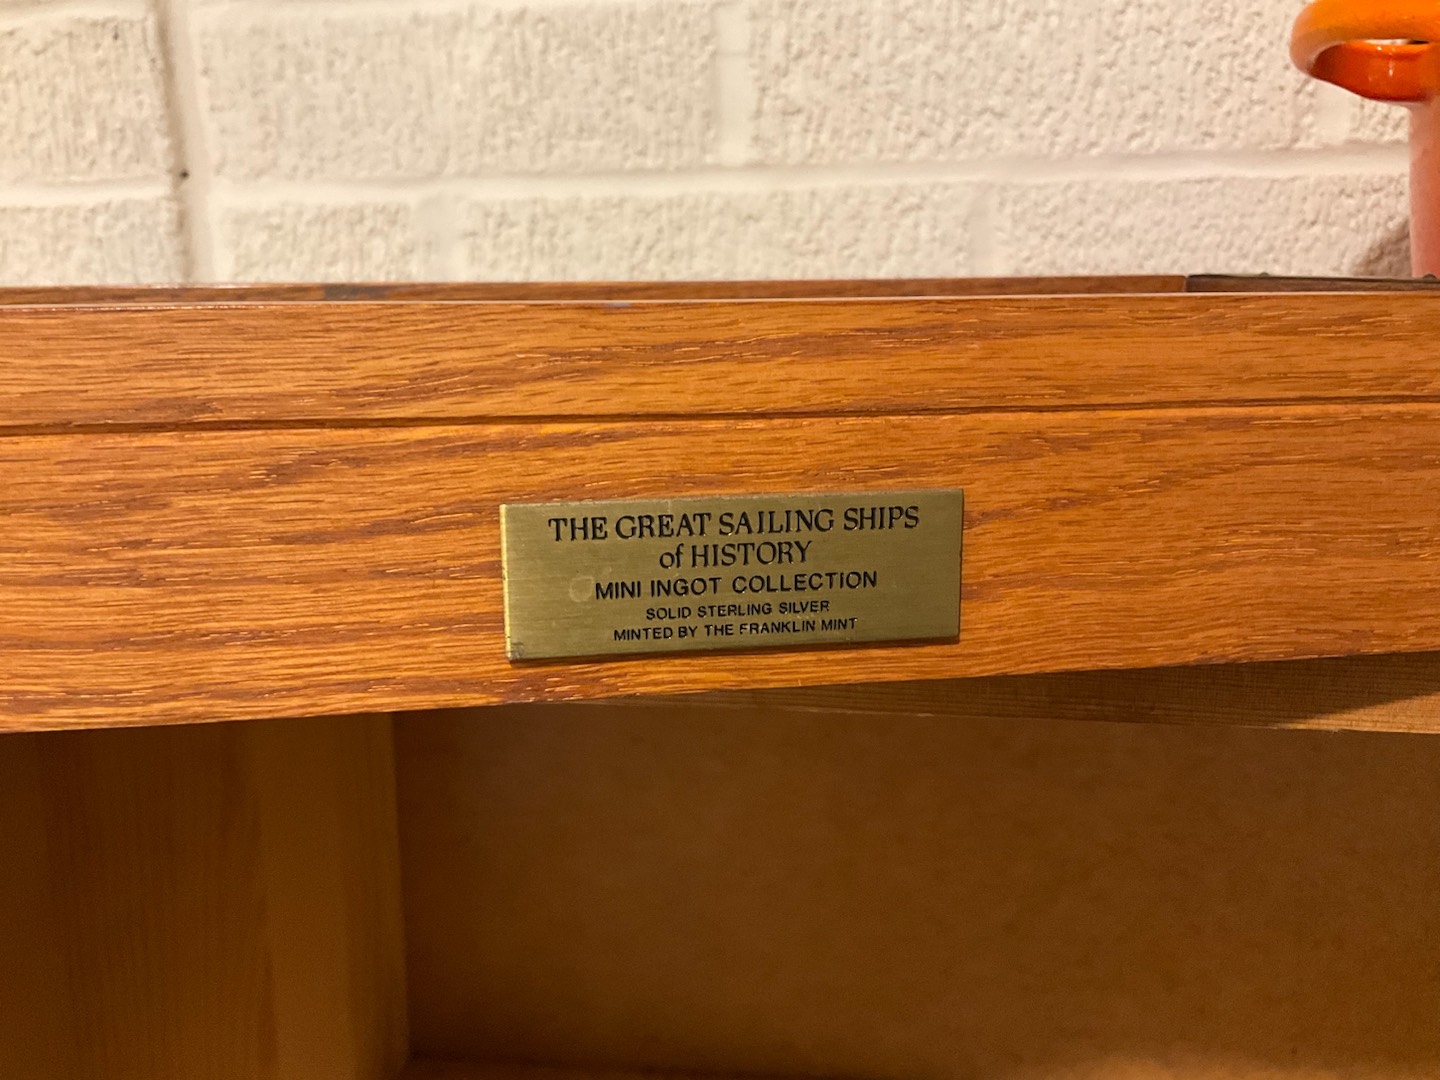 THE GREAT SAILING SHIPS
of HISTORY
MINI INGOT COLLECTION
SOLID STERLING SILVER
MINTED BY THE FRANKLIN MINT